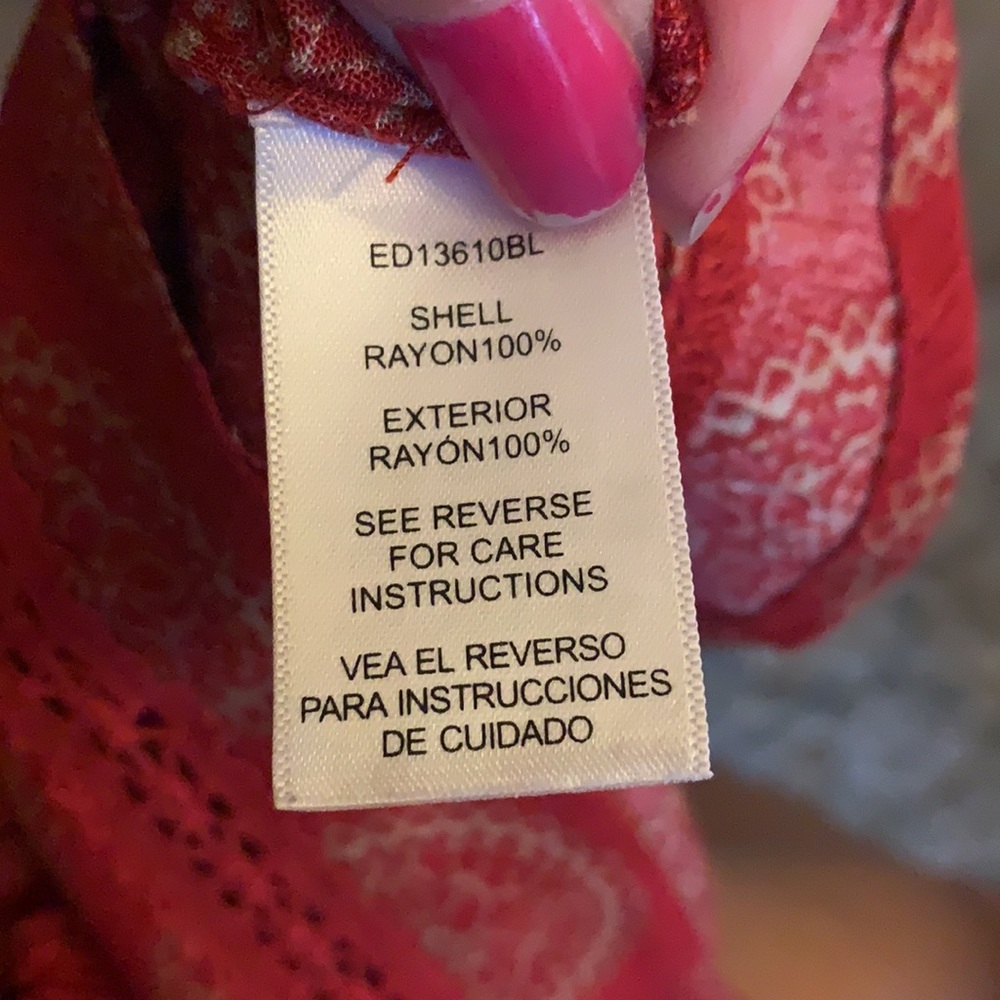 ED13610BL
SHELL
RAYON100%
EXTERIOR
RAYÓN100%
SEE REVERSE
FOR CARE
INSTRUCTIONS
VEA EL REVERSO
PARA INSTRUCCIONES
DE CUIDADO